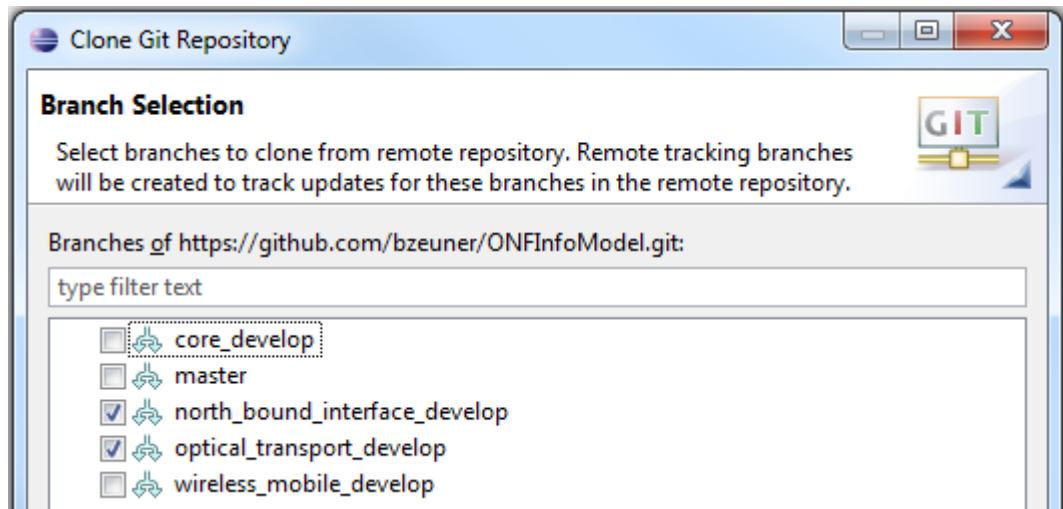 Clone Git Repository
Branch Selection
GIT
Select branches to clone from remote repository. Remote tracking branches
will be created to track updates for these branches in the remote repository.
Branches of https://github.com/bzeuner/ONFInfoModel.git:
type filter text
core_develop
master
north_bound_interface_develop
optical_transport_develop
wireless_mobile_develop